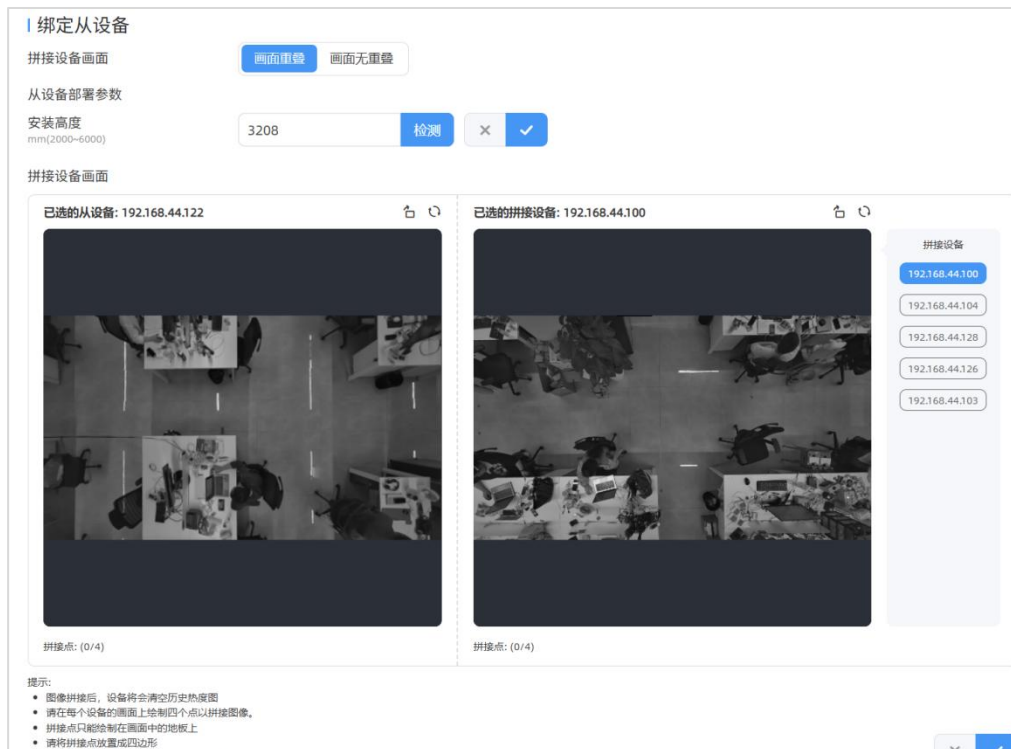 绑定从设备
拼接设备画面 画面重叠 画面无重叠
从设备部署参数
安装高度 3208 检测
mm(2000~6000)
拼接设备画面
已选的从设备: 192.168.44.122
已选的拼接设备: 192.168.44.100
拼接设备
192.168.44.100
192.168.44.104
192.168.44.128
192.168.44.126
192.168.44.103
拼接点: (0/4)
拼接点: (0/4)
提示:
• 图像拼接后，设备将会清空历史热度图
• 请在每个设备的画面上绘制四个点以拼接图像。
• 拼接点只能绘制在画面中的地板上
• 请将拼接点放置成四边形